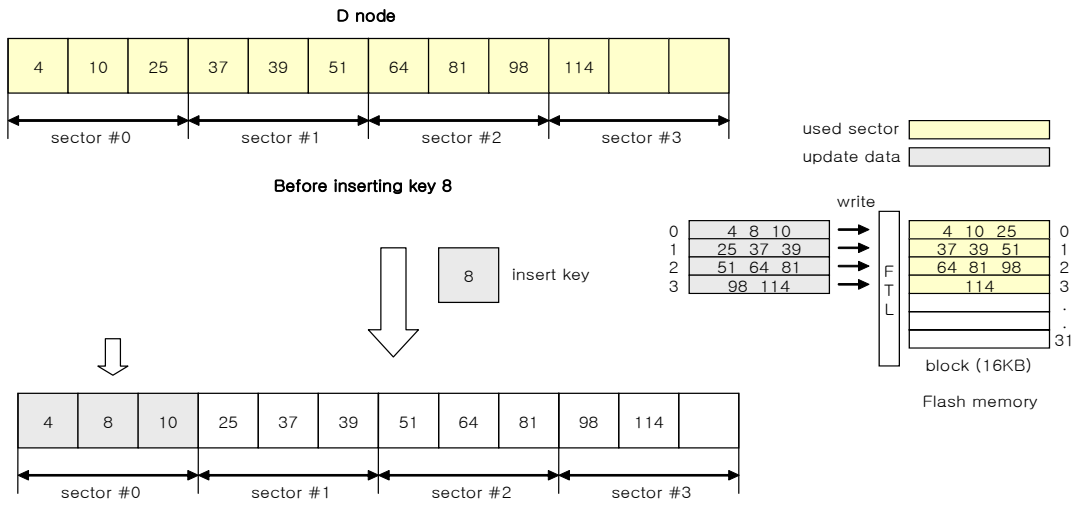 D node
4 10 25 37 39 51 64 81 98 114
sector #0 sector #1 sector #2 sector #3
Before inserting key 8
8 insert key
4 8 10 25 37 39 51 64 81 98 114
sector #0 sector #1 sector #2 sector #3
used sector
update data
write
0 4 8 10 4 10 25 0
1 25 37 39 37 39 51 1
2 51 64 81 64 81 98 2
3 98 114 114 3
FTL
.
.
31
block (16KB)
Flash memory